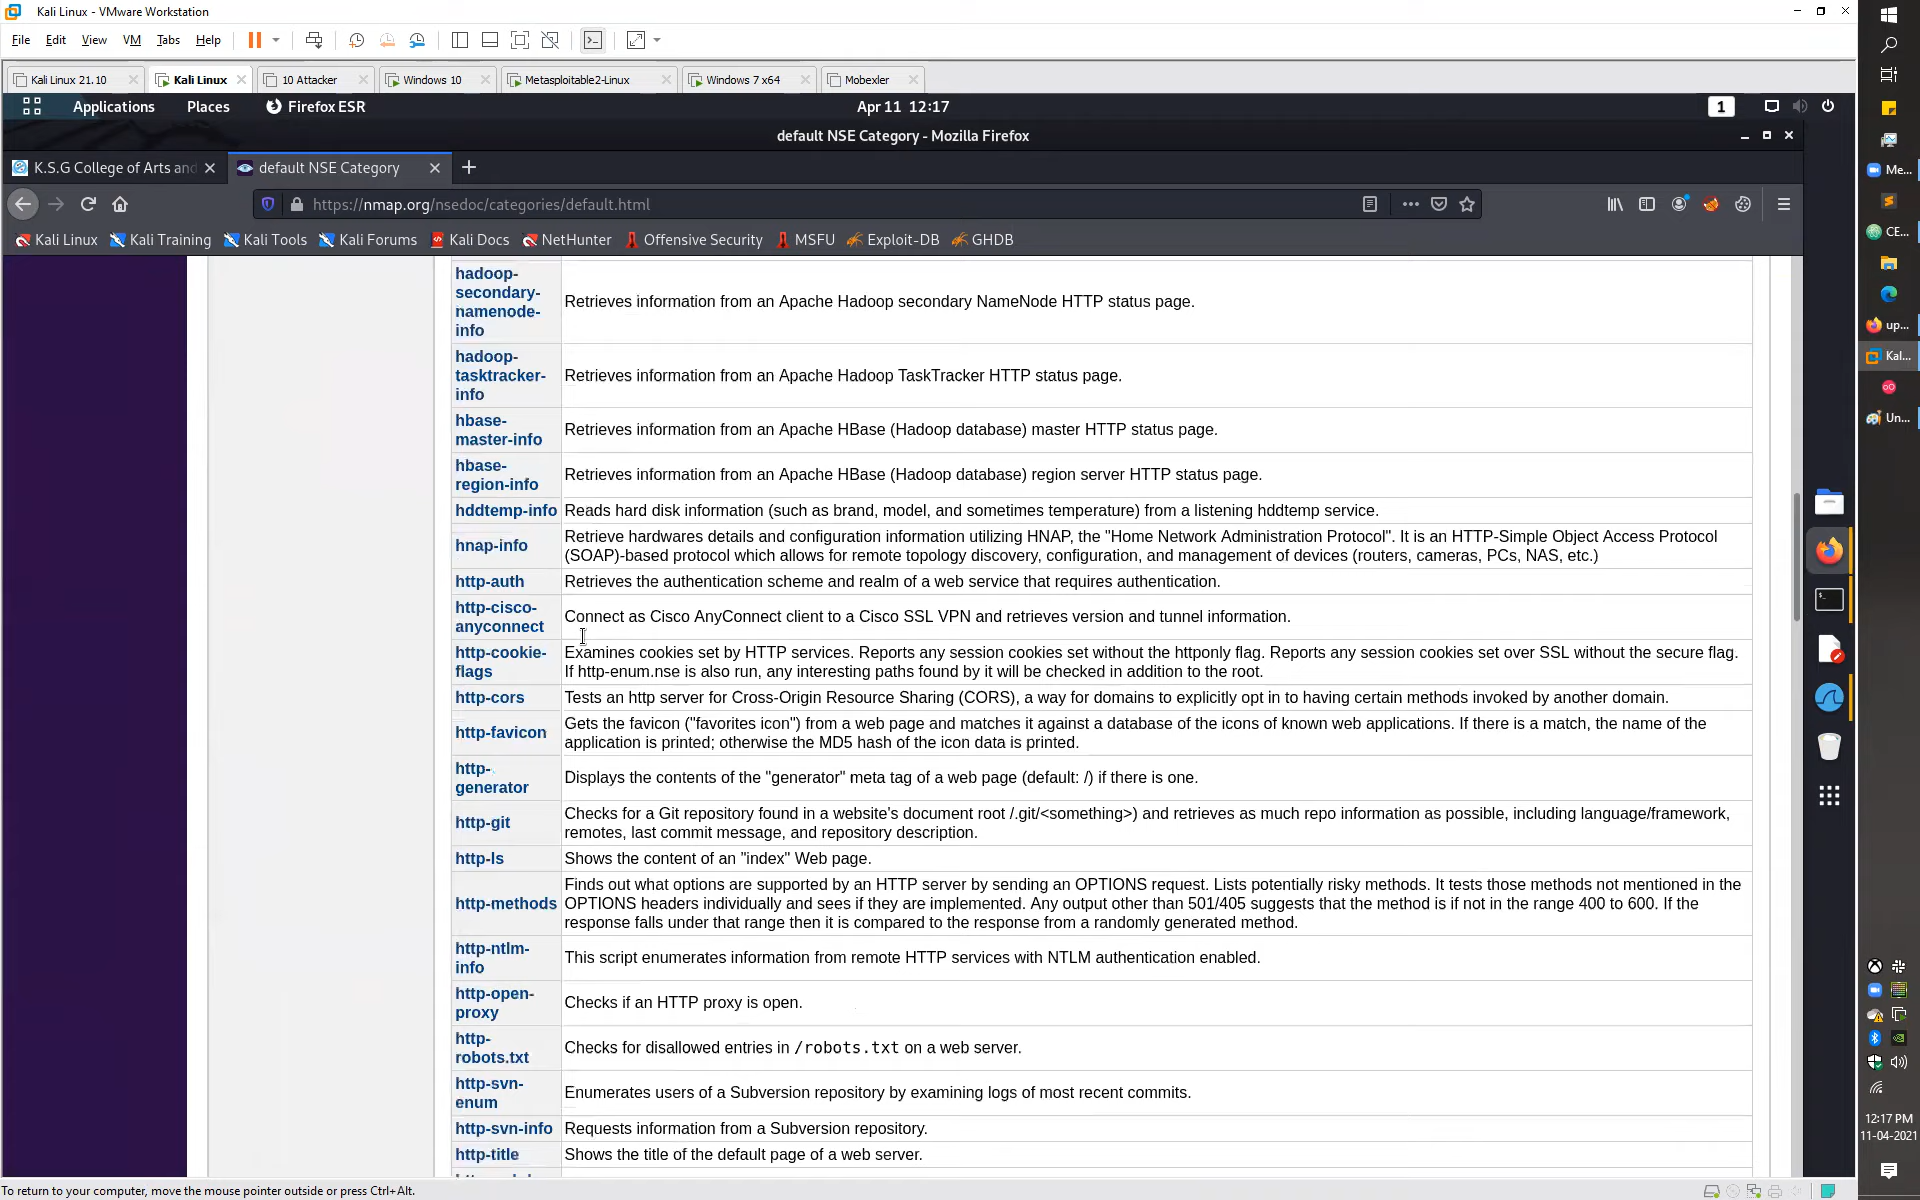 Kali Linux - VMware Workstation
File Edit View VM Tabs Help
Kali Linux 21.10
Kali Linux
10 Attacker
Windows 10
Metasploitable2-Linux
Windows 7 x64
Mobexler
Applications Places Firefox ESR Apr 11 12:17 1
default NSE Category - Mozilla Firefox
K.S.G College of Arts and
default NSE Category
https://nmap.org/nsedoc/categories/default.html
Kali Linux Kali Training Kali Tools Kali Forums Kali Docs NetHunter Offensive Security MSFU Exploit-DB GHDB
hadoop-
secondary-
namenode-
info
Retrieves information from an Apache Hadoop secondary NameNode HTTP status page.
hadoop-
tasktracker-
info
Retrieves information from an Apache Hadoop TaskTracker HTTP status page.
hbase-
master-info
Retrieves information from an Apache HBase (Hadoop database) master HTTP status page.
hbase-
region-info
Retrieves information from an Apache HBase (Hadoop database) region server HTTP status page.
hddtemp-info Reads hard disk information (such as brand, model, and sometimes temperature) from a listening hddtemp service.
hnap-info
Retrieve hardwares details and configuration information utilizing HNAP, the "Home Network Administration Protocol". It is an HTTP-Simple Object Access Protocol
(SOAP)-based protocol which allows for remote topology discovery, configuration, and management of devices (routers, cameras, PCs, NAS, etc.)
http-auth Retrieves the authentication scheme and realm of a web service that requires authentication.
http-cisco-
anyconnect
Connect as Cisco AnyConnect client to a Cisco SSL VPN and retrieves version and tunnel information.
http-cookie-
flags
Examines cookies set by HTTP services. Reports any session cookies set without the httponly flag. Reports any session cookies set over SSL without the secure flag.
If http-enum.nse is also run, any interesting paths found by it will be checked in addition to the root.
http-cors Tests an http server for Cross-Origin Resource Sharing (CORS), a way for domains to explicitly opt in to having certain methods invoked by another domain.
http-favicon
Gets the favicon ("favorites icon") from a web page and matches it against a database of the icons of known web applications. If there is a match, the name of the
application is printed; otherwise the MD5 hash of the icon data is printed.
http-
generator
Displays the contents of the "generator" meta tag of a web page (default: /) if there is one.
http-git
Checks for a Git repository found in a website's document root /.git/<something>) and retrieves as much repo information as possible, including language/framework,
remotes, last commit message, and repository description.
http-ls Shows the content of an "index" Web page.
http-methods
Finds out what options are supported by an HTTP server by sending an OPTIONS request. Lists potentially risky methods. It tests those methods not mentioned in the
OPTIONS headers individually and sees if they are implemented. Any output other than 501/405 suggests that the method is if not in the range 400 to 600. If the
response falls under that range then it is compared to the response from a randomly generated method.
http-ntlm-
info
This script enumerates information from remote HTTP services with NTLM authentication enabled.
http-open-
proxy
Checks if an HTTP proxy is open.
http-
robots.txt
Checks for disallowed entries in /robots.txt on a web server.
http-svn-
enum
Enumerates users of a Subversion repository by examining logs of most recent commits.
http-svn-info Requests information from a Subversion repository.
http-title Shows the title of the default page of a web server.
To return to your computer, move the mouse pointer outside or press Ctrl+Alt.
Me...
CE...
up...
Kal...
Un...
12:17 PM
11-04-2021